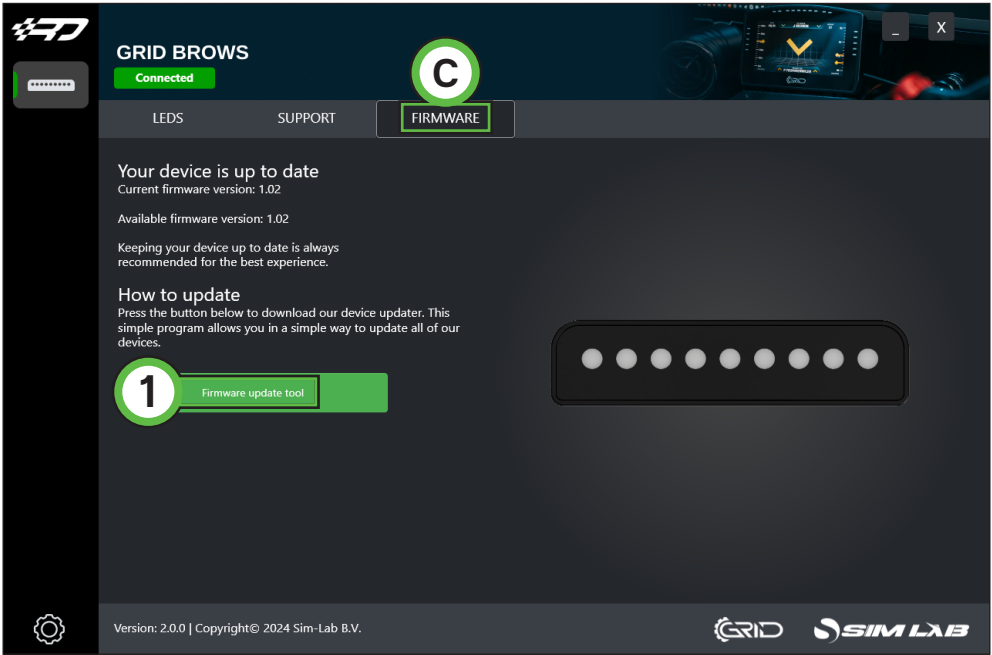 GRID BROWS
Connected
_ X
C
LEDS SUPPORT FIRMWARE
Your device is up to date
Current firmware version: 1.02
Available firmware version: 1.02
Keeping your device up to date is always
recommended for the best experience.
How to update
Press the button below to download our device updater. This
simple program allows you in a simple way to update all of our
devices.
1 Firmware update tool
Version: 2.0.0 | Copyright© 2024 Sim-Lab B.V.
GRID SIM LAB